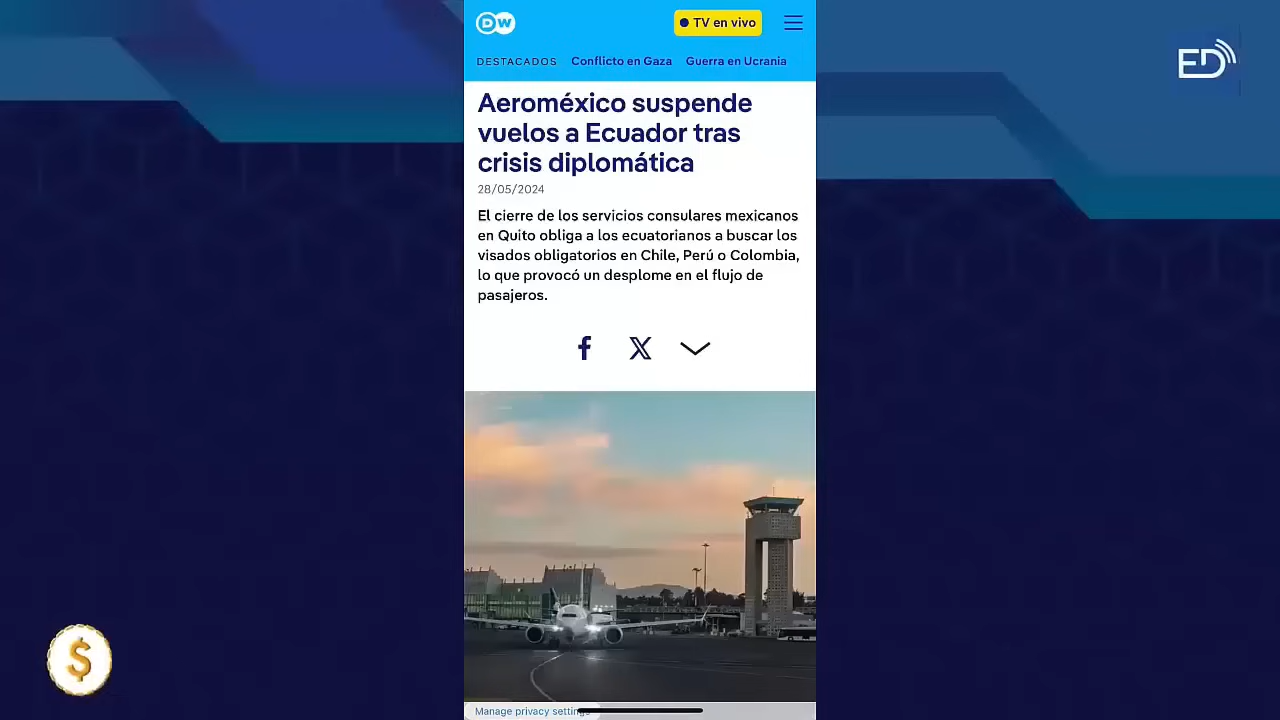 DW
TV en vivo
DESTACADOS Conflicto en Gaza Guerra en Ucrania
ED
Aeroméxico suspende
vuelos a Ecuador tras
crisis diplomática
28/05/2024
El cierre de los servicios consulares mexicanos
en Quito obliga a los ecuatorianos a buscar los
visados obligatorios en Chile, Perú o Colombia,
lo que provocó un desplome en el flujo de
pasajeros.
$
Manage privacy settings